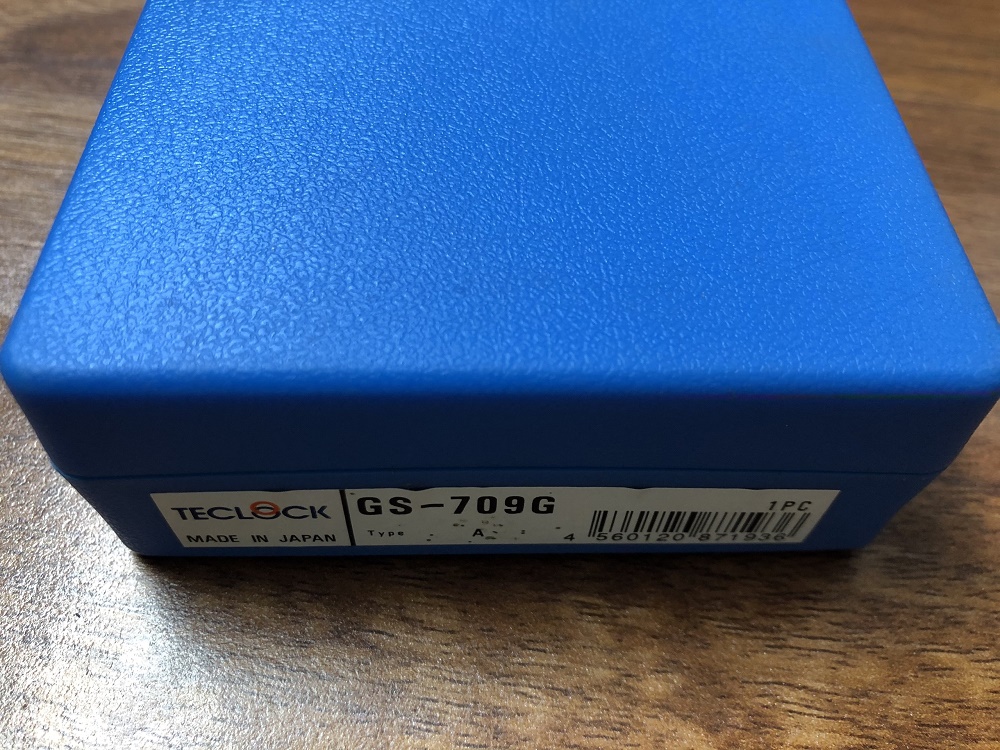 TECLOCK
MADE IN JAPAN
GS-709G
Type A
1PC
4 560120 871936